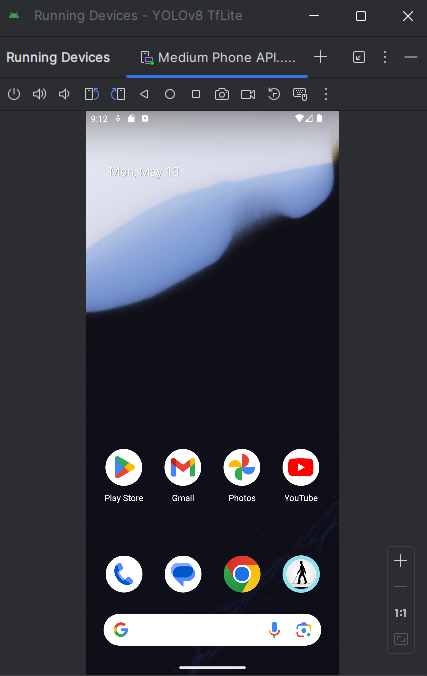 Running Devices - YOLOv8 TfLite
Running Devices
Medium Phone API.....
9:12
Mon, May 13
Play Store
Gmail
Photos
YouTube
1:1